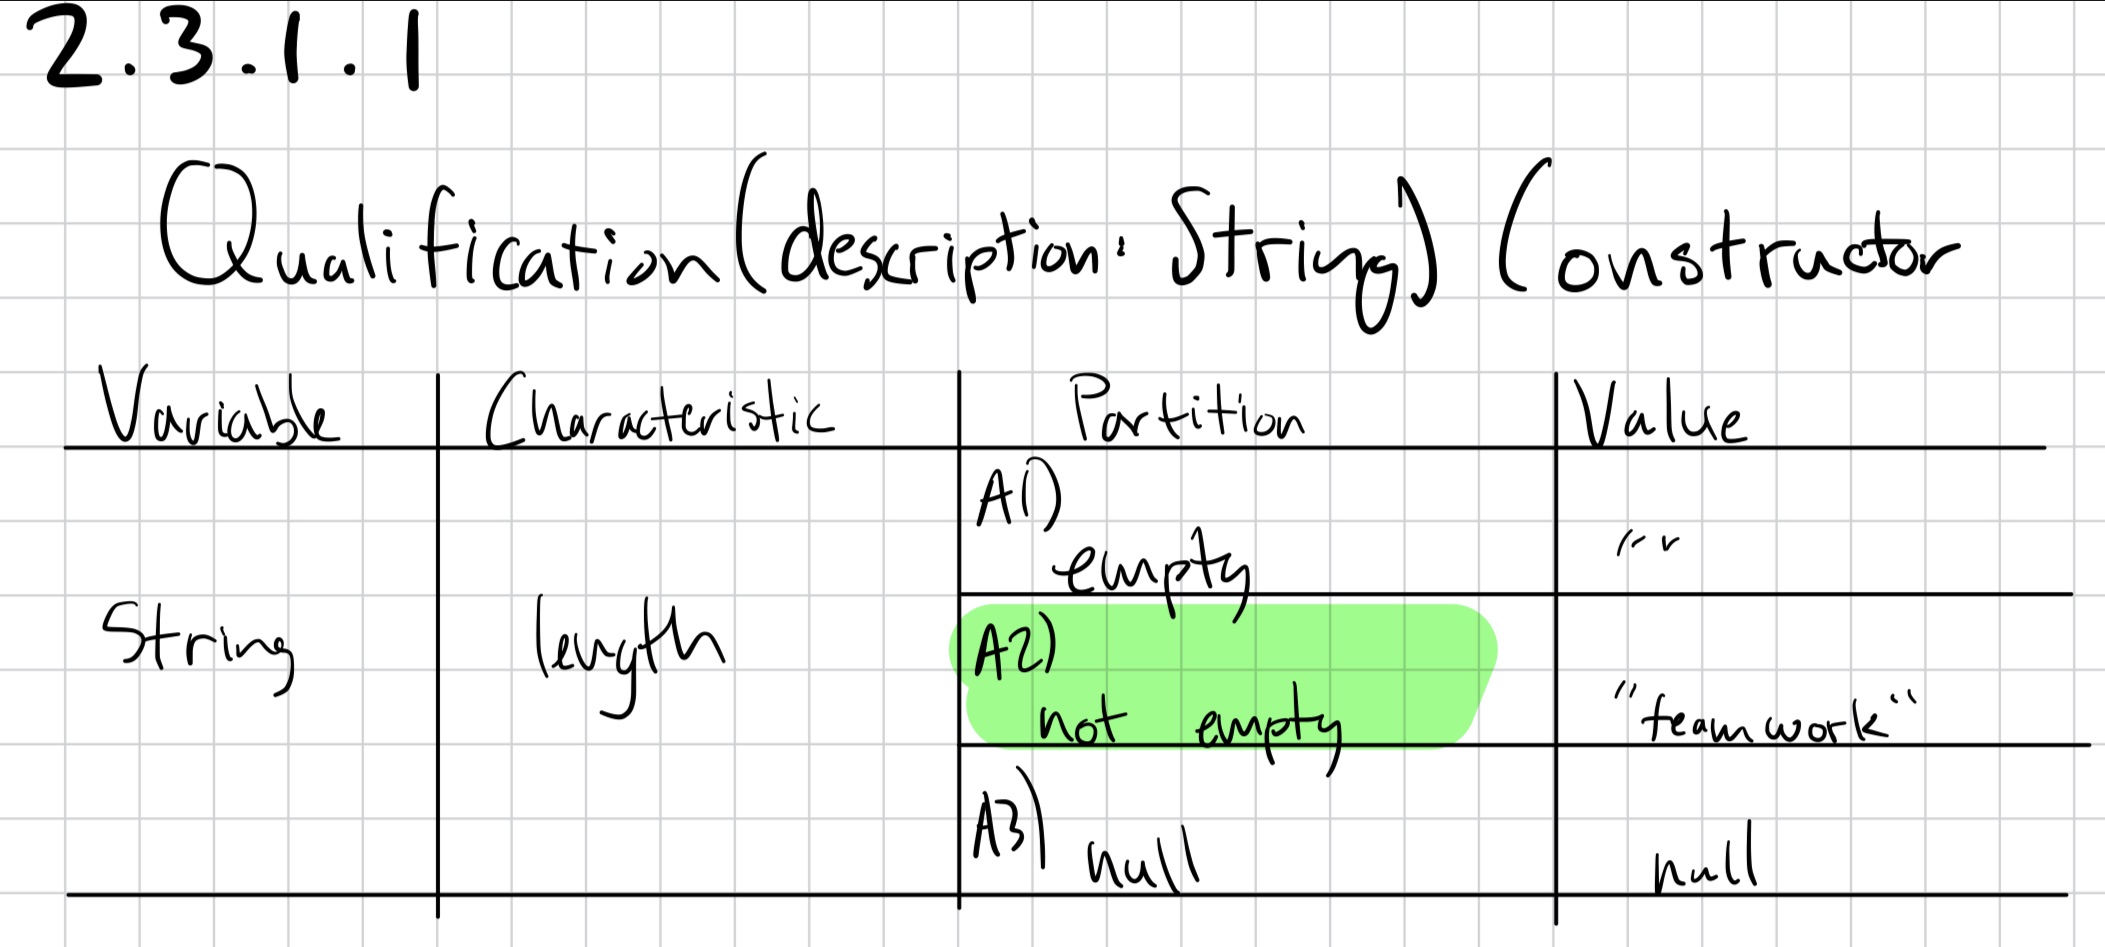 2.3.1.1
Qualification(description: String) Constructor
Variable Characteristic Partition Value
A1)
empty ""
String length A2)
not empty "teamwork"
A3) null null